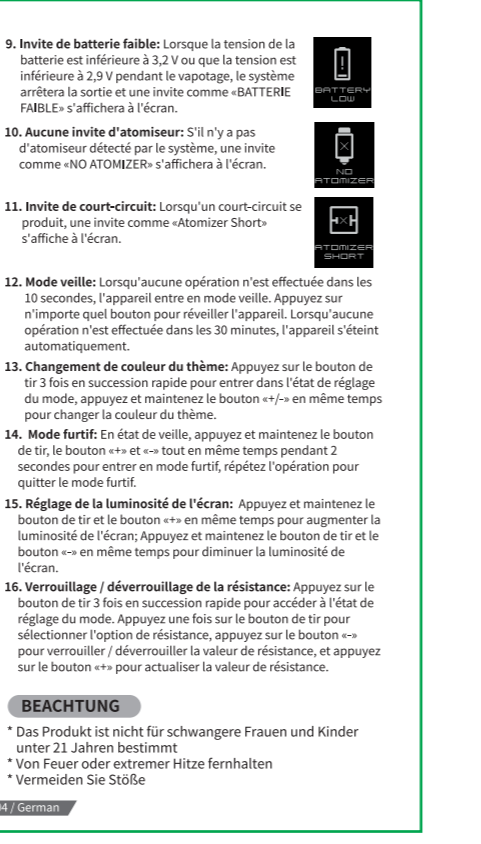 9. Invite de batterie faible: Lorsque la tension de la
batterie est inférieure à 3,2 V ou que la tension est
inférieure à 2,9 V pendant le vapotage, le système
arrêtera la sortie et une invite comme «BATTERIE
FAIBLE» s'affichera à l'écran.
BATTERY
LOW
10. Aucune invite d'atomiseur: S'il n'y a pas
d'atomiseur détecté par le système, une invite
comme «NO ATOMIZER» s'affichera à l'écran.
NO
ATOMIZER
11. Invite de court-circuit: Lorsqu'un court-circuit se
produit, une invite comme «Atomizer Short»
s'affiche à l'écran.
ATOMIZER
SHORT
12. Mode veille: Lorsqu'aucune opération n'est effectuée dans les
10 secondes, l'appareil entre en mode veille. Appuyez sur
n'importe quel bouton pour réveiller l'appareil. Lorsqu'aucune
opération n'est effectuée dans les 30 minutes, l'appareil s'éteint
automatiquement.
13. Changement de couleur du thème: Appuyez sur le bouton de
tir 3 fois en succession rapide pour entrer dans l'état de réglage
du mode, appuyez et maintenez le bouton «+/-» en même temps
pour changer la couleur du thème.
14. Mode furtif: En état de veille, appuyez et maintenez le bouton
de tir, le bouton «+» et «-» tout en même temps pendant 2
secondes pour entrer en mode furtif, répétez l'opération pour
quitter le mode furtif.
15. Réglage de la luminosité de l'écran: Appuyez et maintenez le
bouton de tir et le bouton «+» en même temps pour augmenter la
luminosité de l'écran; Appuyez et maintenez le bouton de tir et le
bouton «-» en même temps pour diminuer la luminosité de
l'écran.
16. Verrouillage / déverrouillage de la résistance: Appuyez sur le
bouton de tir 3 fois en succession rapide pour accéder à l'état de
réglage du mode. Appuyez une fois sur le bouton de tir pour
sélectionner l'option de résistance, appuyez sur le bouton «-»
pour verrouiller / déverrouiller la valeur de résistance, et appuyez
sur le bouton «+» pour actualiser la valeur de résistance.
BEACHTUNG
* Das Produkt ist nicht für schwangere Frauen und Kinder
unter 21 Jahren bestimmt
* Von Feuer oder extremer Hitze fernhalten
* Vermeiden Sie Stöße
04 / German